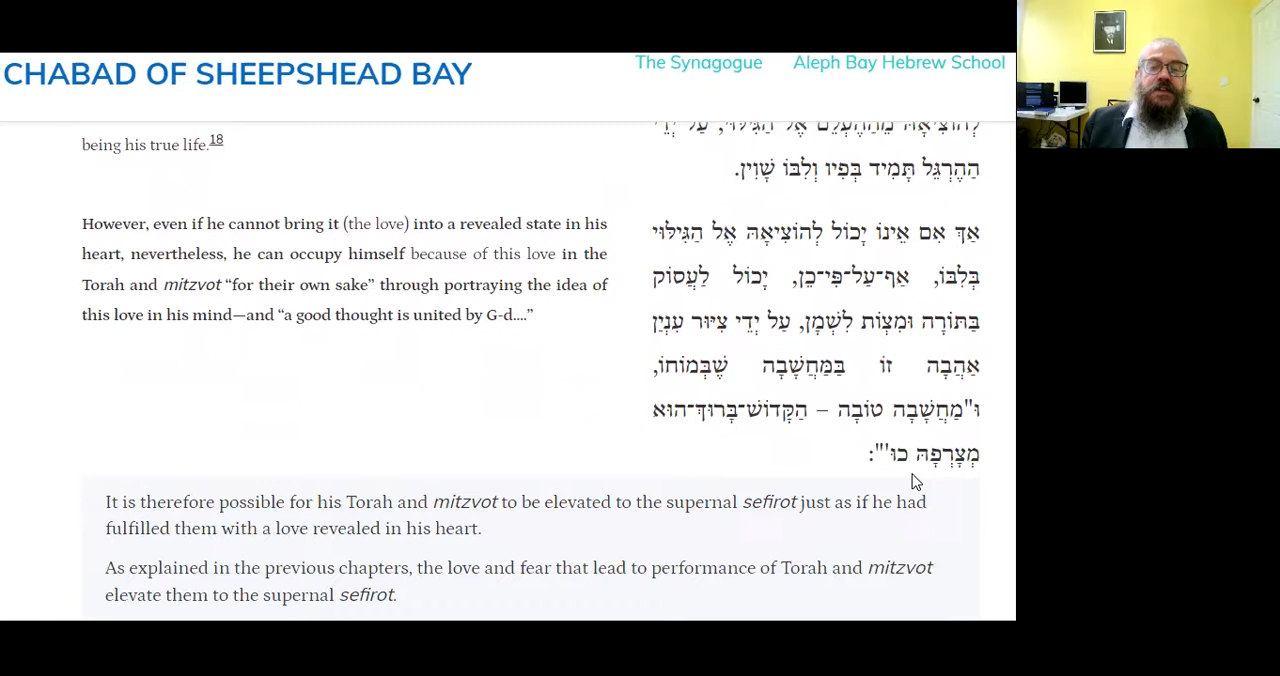 CHABAD OF SHEEPSHEAD BAY
The Synagogue Aleph Bay Hebrew School
being his true life.18
לְהוֹצִיאָהּ מֵהַהֶעְלֵם אֶל הַגִּילּוּי, עַל יְדֵי
הַהֶרְגֵּל תָּמִיד בְּפִיו וְלִבּוֹ שָׁוִין.
However, even if he cannot bring it (the love) into a revealed state in his
heart, nevertheless, he can occupy himself because of this love in the
Torah and mitzvot “for their own sake” through portraying the idea of
this love in his mind—and “a good thought is united by G-d....”
אַךְ אִם אֵינוֹ יָכוֹל לְהוֹצִיאָהּ אֶל הַגִּילּוּי
בְּלִבּוֹ, אַף־עַל־פִּי־כֵן, יָכוֹל לַעֲסוֹק
בַּתּוֹרָה וּמִצְוֹת לִשְׁמָן, עַל יְדֵי צִיּוּר עִנְיַן
אַהֲבָה זוֹ בַּמַּחֲשָׁבָה שֶׁבְּמוֹחוֹ,
וּ"מַחֲשָׁבָה טוֹבָה – הַקָּדוֹשׁ־בָּרוּךְ־הוּא
מְצָרְפָהּ כוּ'":
It is therefore possible for his Torah and mitzvot to be elevated to the supernal sefirot just as if he had
fulfilled them with a love revealed in his heart.
As explained in the previous chapters, the love and fear that lead to performance of Torah and mitzvot
elevate them to the supernal sefirot.